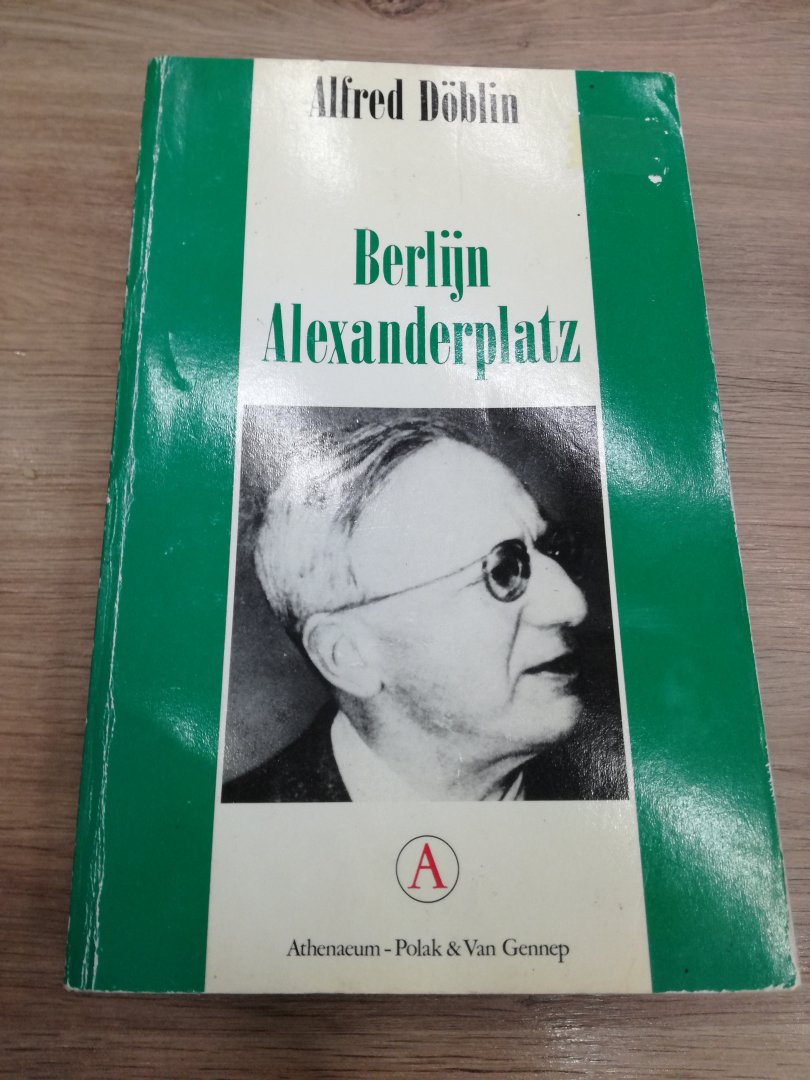 Alfred Döblin
Berlijn
Alexanderplatz
A
Athenaeum - Polak & Van Gennep